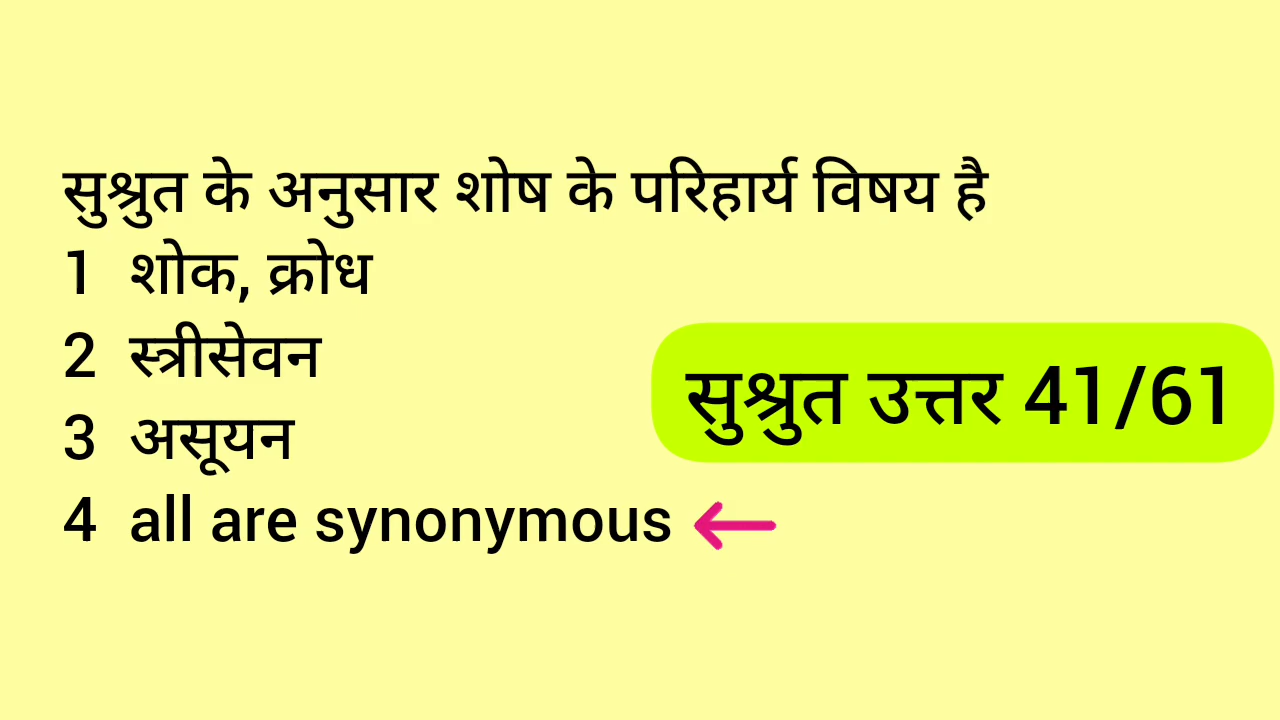 सुश्रुत के अनुसार शोष के परिहार्य विषय है
1 शोक, क्रोध
2 स्त्रीसेवन
3 असूयन
4 all are synonymous
सुश्रुत उत्तर 41/61